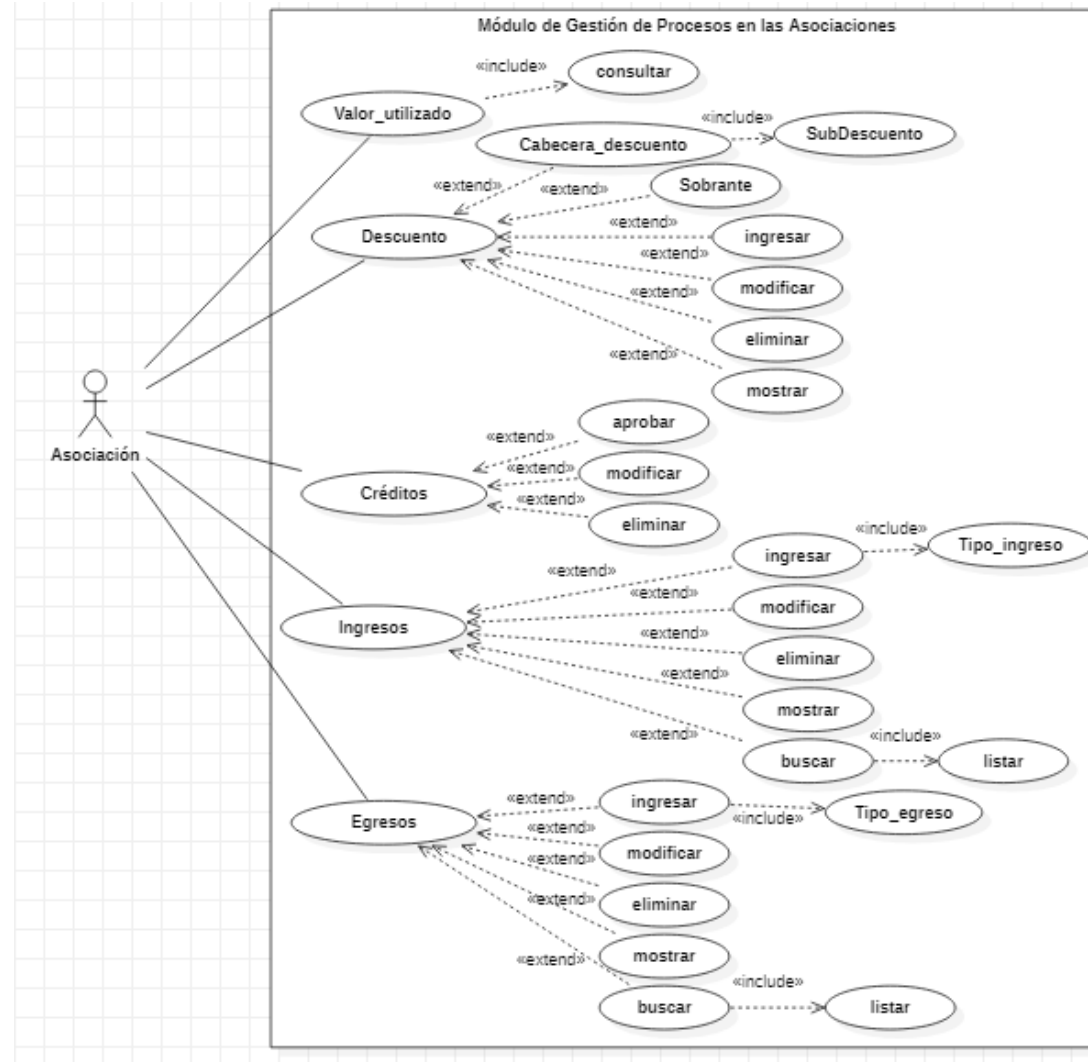 Módulo de Gestión de Procesos en las Asociaciones
«include»
consultar
Valor_utilizado
«include»
SubDescuento
Cabecera_descuento
«extend»
«extend»
Sobrante
«extend»
Descuento
ingresar
«extend»
modificar
«extend»
eliminar
«extend»
mostrar
Asociación
aprobar
«extend»
«extend»
modificar
Créditos
«extend»
eliminar
«include»
Tipo_ingreso
ingresar
«extend»
«extend»
modificar
Ingresos
«extend»
eliminar
«extend»
mostrar
«extend»
«include»
buscar
listar
«extend»
ingresar
«include»
Tipo_egreso
Egresos
«extend»
modificar
«extend»
eliminar
«extend»
mostrar
«extend»
«include»
buscar
listar